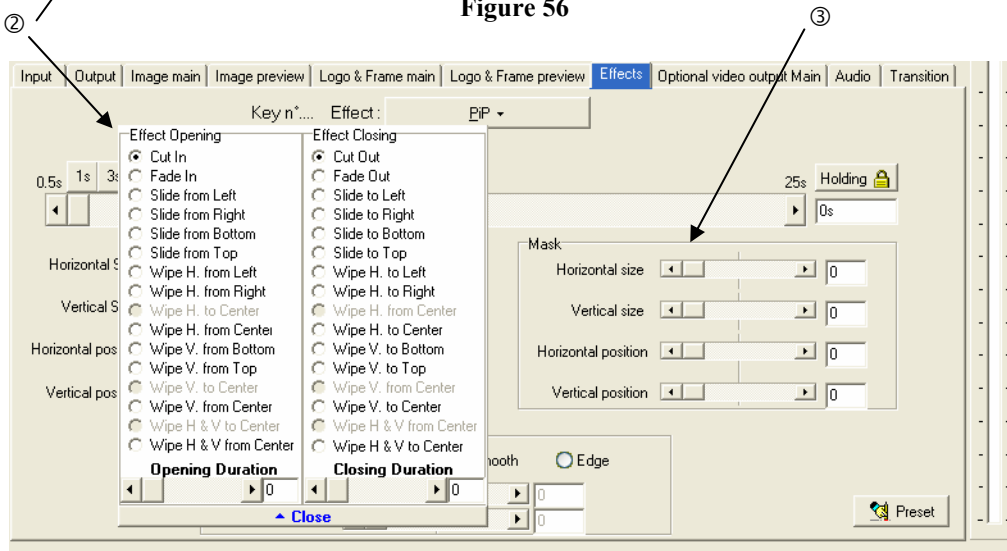 Figure 56
② ③
Input Output Image main Image preview Logo & Frame main Logo & Frame preview Effects Optional video output Main Audio Transition
Key n°.... Effect : PiP
Effect Opening Effect Closing
Cut In Cut Out
0.5s 1s Fade In Fade Out 25s Holding
Slide from Left Slide to Left
Slide from Right Slide to Right 0s
Slide from Bottom Slide to Bottom
Slide from Top Slide to Top Mask
Horizontal Wipe H. from Left Wipe H. to Left Horizontal size 0
Wipe H. from Right Wipe H. to Right
Vertical Wipe H. to Center Wipe H. from Center Vertical size 0
Wipe H. from Center Wipe H. to Center
Horizontal pos Wipe V. from Bottom Wipe V. to Bottom Horizontal position 0
Wipe V. from Top Wipe V. to Top
Vertical pos Wipe V. to Center Wipe V. from Center Vertical position 0
Wipe V. from Center Wipe V. to Center
Wipe H & V to Center Wipe H & V from Center
Wipe H & V from Center Wipe H & V to Center
Opening Duration Closing Duration ooth Edge
0 0 0
Close 0 Preset